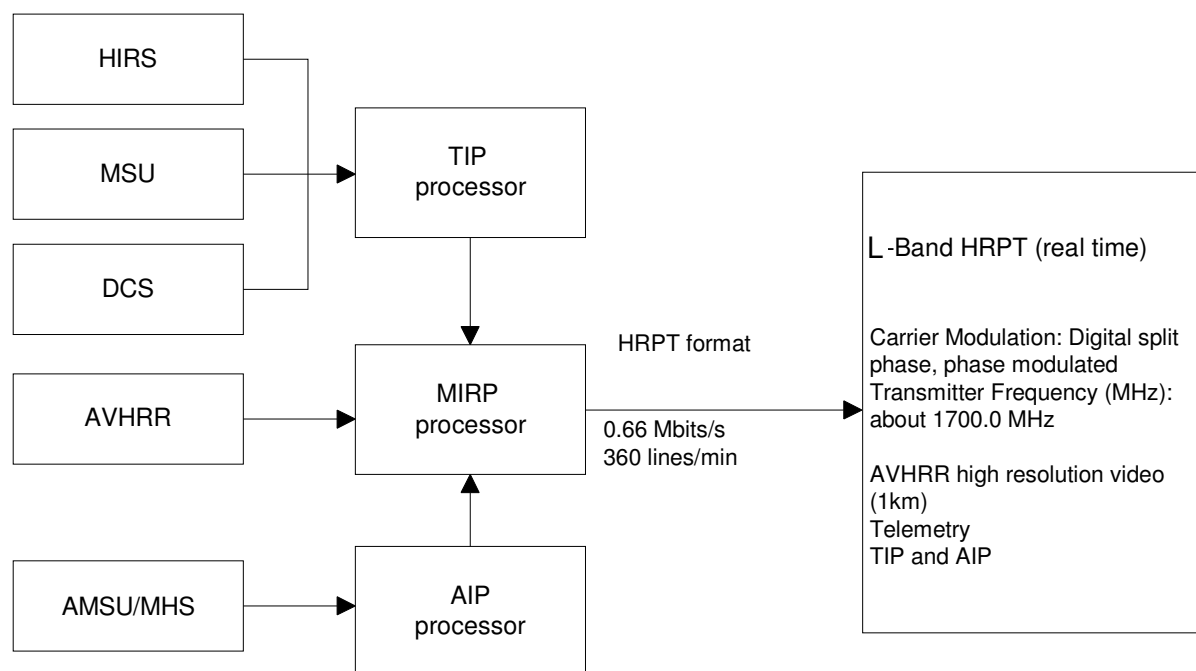 HIRS
MSU
DCS
AVHRR
AMSU/MHS
TIP
processor
MIRP
processor
AIP
processor
HRPT format
0.66 Mbits/s
360 lines/min
L-Band HRPT (real time)
Carrier Modulation: Digital split
phase, phase modulated
Transmitter Frequency (MHz):
about 1700.0 MHz
AVHRR high resolution video
(1km)
Telemetry
TIP and AIP